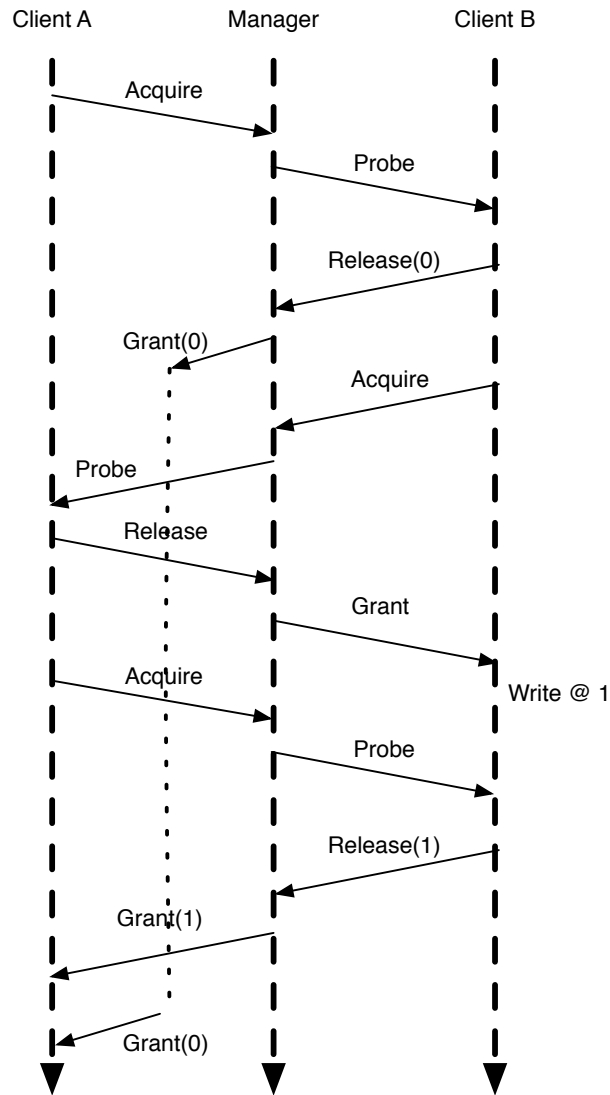 Client A
Manager
Client B
Acquire
Probe
Release(0)
Grant(0)
Acquire
Probe
Release
Grant
Acquire
Write @ 1
Probe
Release(1)
Grant(1)
Grant(0)